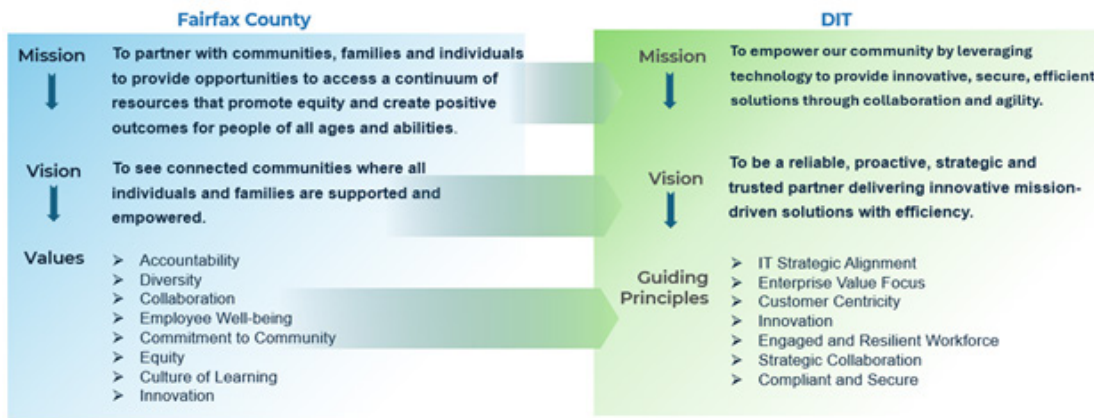 Fairfax County
Mission
To partner with communities, families and individuals
to provide opportunities to access a continuum of
resources that promote equity and create positive
outcomes for people of all ages and abilities.
Vision
To see connected communities where all
individuals and families are supported and
empowered.
Values
Accountability
Diversity
Collaboration
Employee Well-being
Commitment to Community
Equity
Culture of Learning
Innovation
DIT
Mission
To empower our community by leveraging
technology to provide innovative, secure, efficient
solutions through collaboration and agility.
Vision
To be a reliable, proactive, strategic and
trusted partner delivering innovative mission-
driven solutions with efficiency.
Guiding
Principles
IT Strategic Alignment
Enterprise Value Focus
Customer Centricity
Innovation
Engaged and Resilient Workforce
Strategic Collaboration
Compliant and Secure